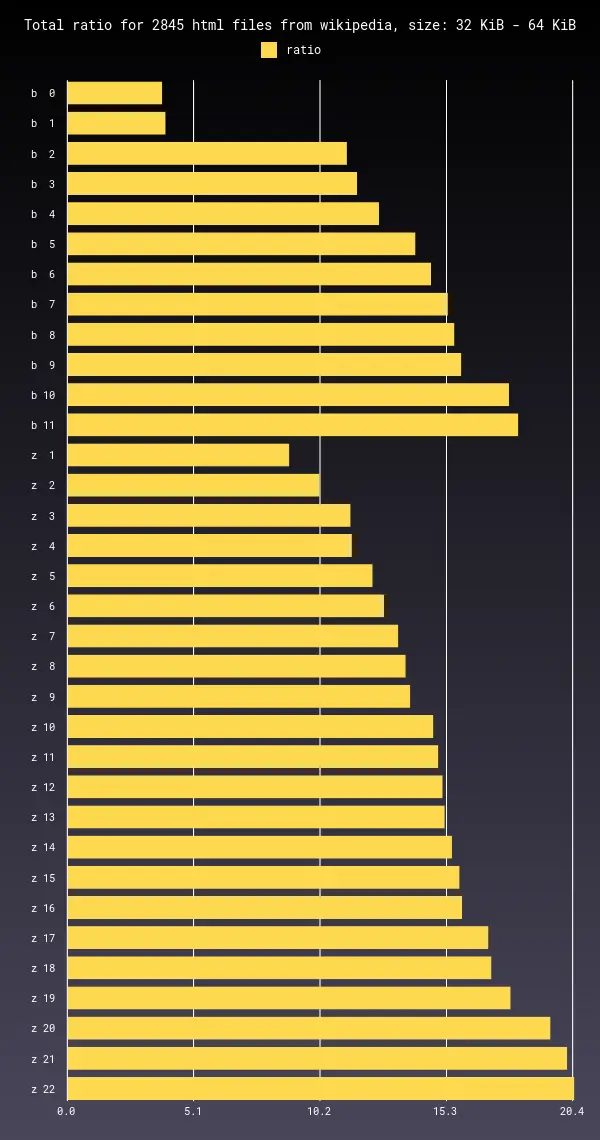 Total ratio for 2845 html files from wikipedia, size: 32 KiB - 64 KiB
ratio
b  0
b  1
b  2
b  3
b  4
b  5
b  6
b  7
b  8
b  9
b 10
b 11
z  1
z  2
z  3
z  4
z  5
z  6
z  7
z  8
z  9
z 10
z 11
z 12
z 13
z 14
z 15
z 16
z 17
z 18
z 19
z 20
z 21
z 22
0.0 5.1 10.2 15.3 20.4